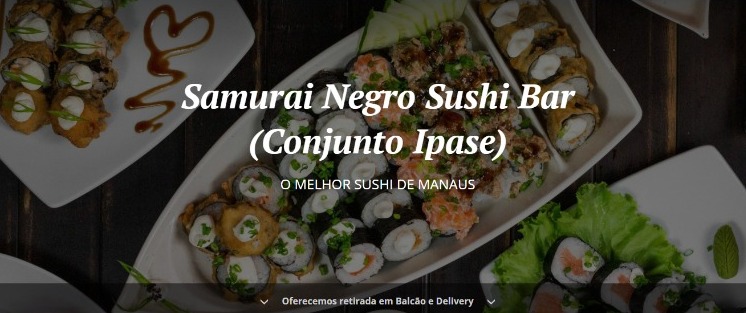 Samurai Negro Sushi Bar
(Conjunto Ipase)
O MELHOR SUSHI DE MANAUS
Oferecemos retirada em Balcão e Delivery